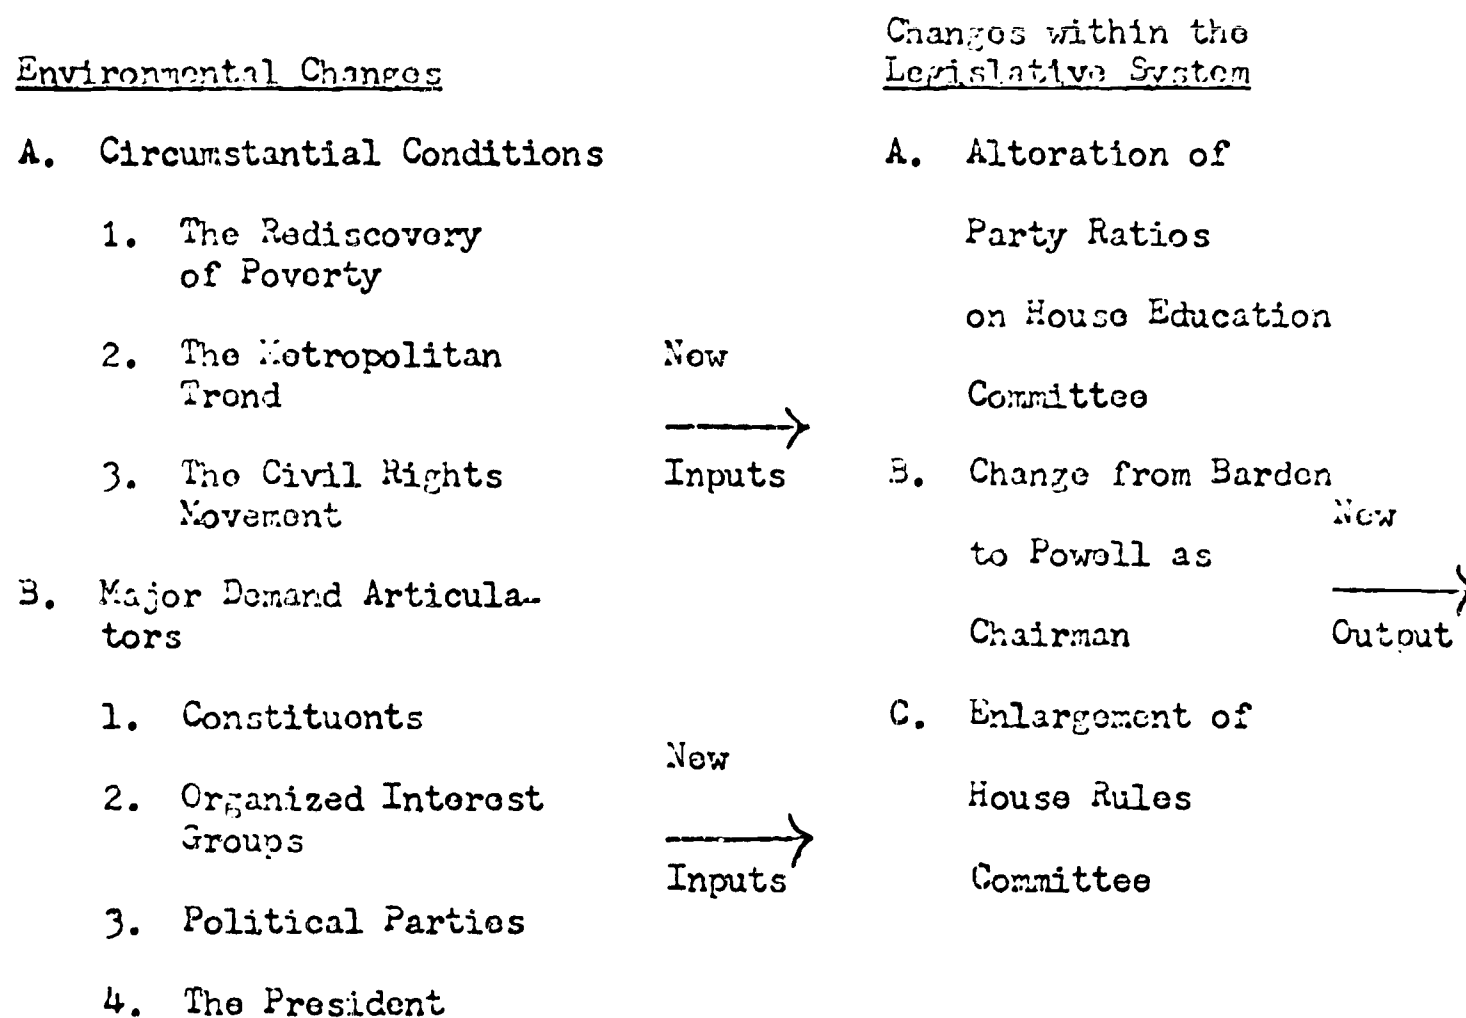 Environmental Changes
A. Circumstantial Conditions
1. The Rediscovery
of Poverty
2. The Metropolitan
Trend
3. The Civil Rights
Movement
B. Major Demand Articula-
tors
1. Constituents
2. Organized Interest
Groups
3. Political Parties
4. The President
New
Inputs
New
Inputs
Changes within the
Legislative System
A. Alteration of
Party Ratios
on House Education
Committee
B. Change from Barden
to Powell as
Chairman
C. Enlargement of
House Rules
Committee
New
Output